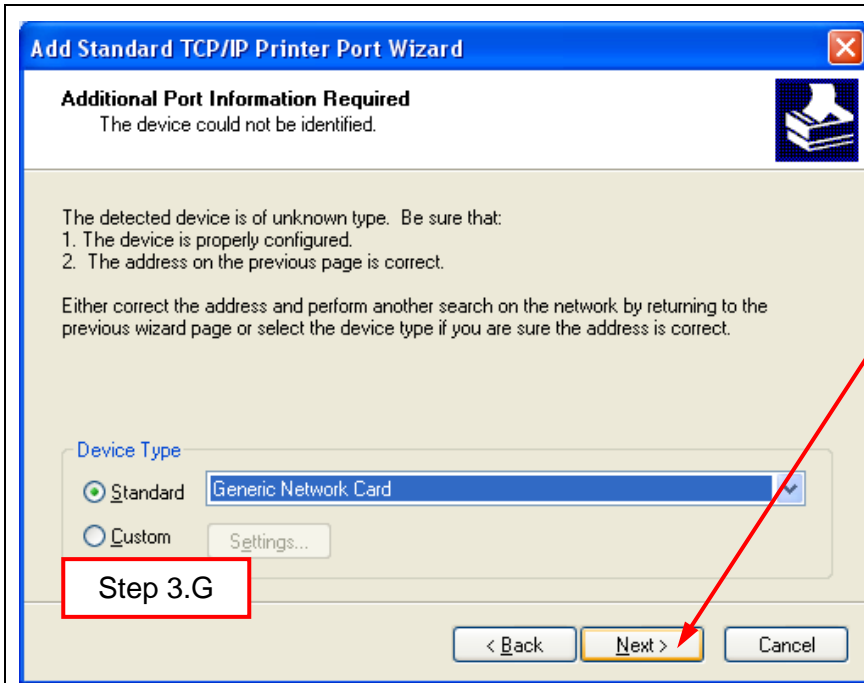 Add Standard TCP/IP Printer Port Wizard
Additional Port Information Required
The device could not be identified.
The detected device is of unknown type.  Be sure that:
1. The device is properly configured.
2.  The address on the previous page is correct.
Either correct the address and perform another search on the network by returning to the
previous wizard page or select the device type if you are sure the address is correct.
Device Type
Standard
Generic Network Card
Custom
Settings...
Step 3.G
< Back
Next >
Cancel